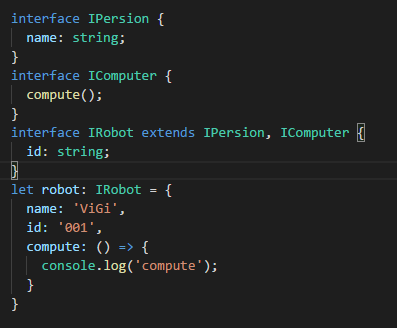 interface IPersion {
  name: string;
}
interface IComputer {
  compute();
}
interface IRobot extends IPersion, IComputer {
  id: string;
}
let robot: IRobot = {
  name: 'ViGi',
  id: '001',
  compute: () => {
    console.log('compute');
  }
}